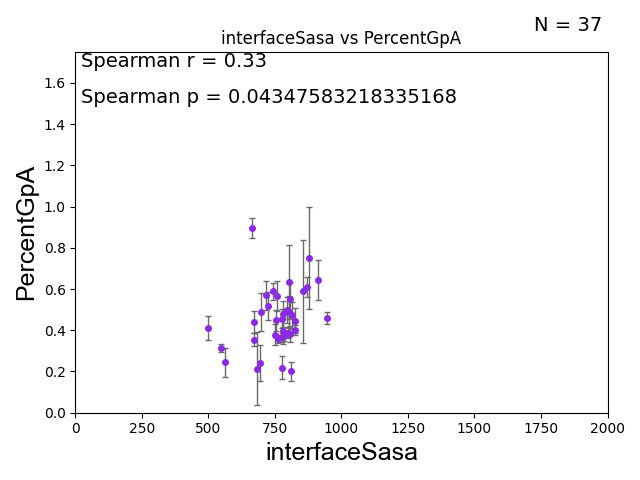 N = 37
interfaceSasa vs PercentGpA
Spearman r = 0.33
Spearman p = 0.04347583218335168
PercentGpA
1.6
1.4
1.2
1.0
0.8
0.6
0.4
0.2
0.0
0 250 500 750 1000 1250 1500 1750 2000
interfaceSasa